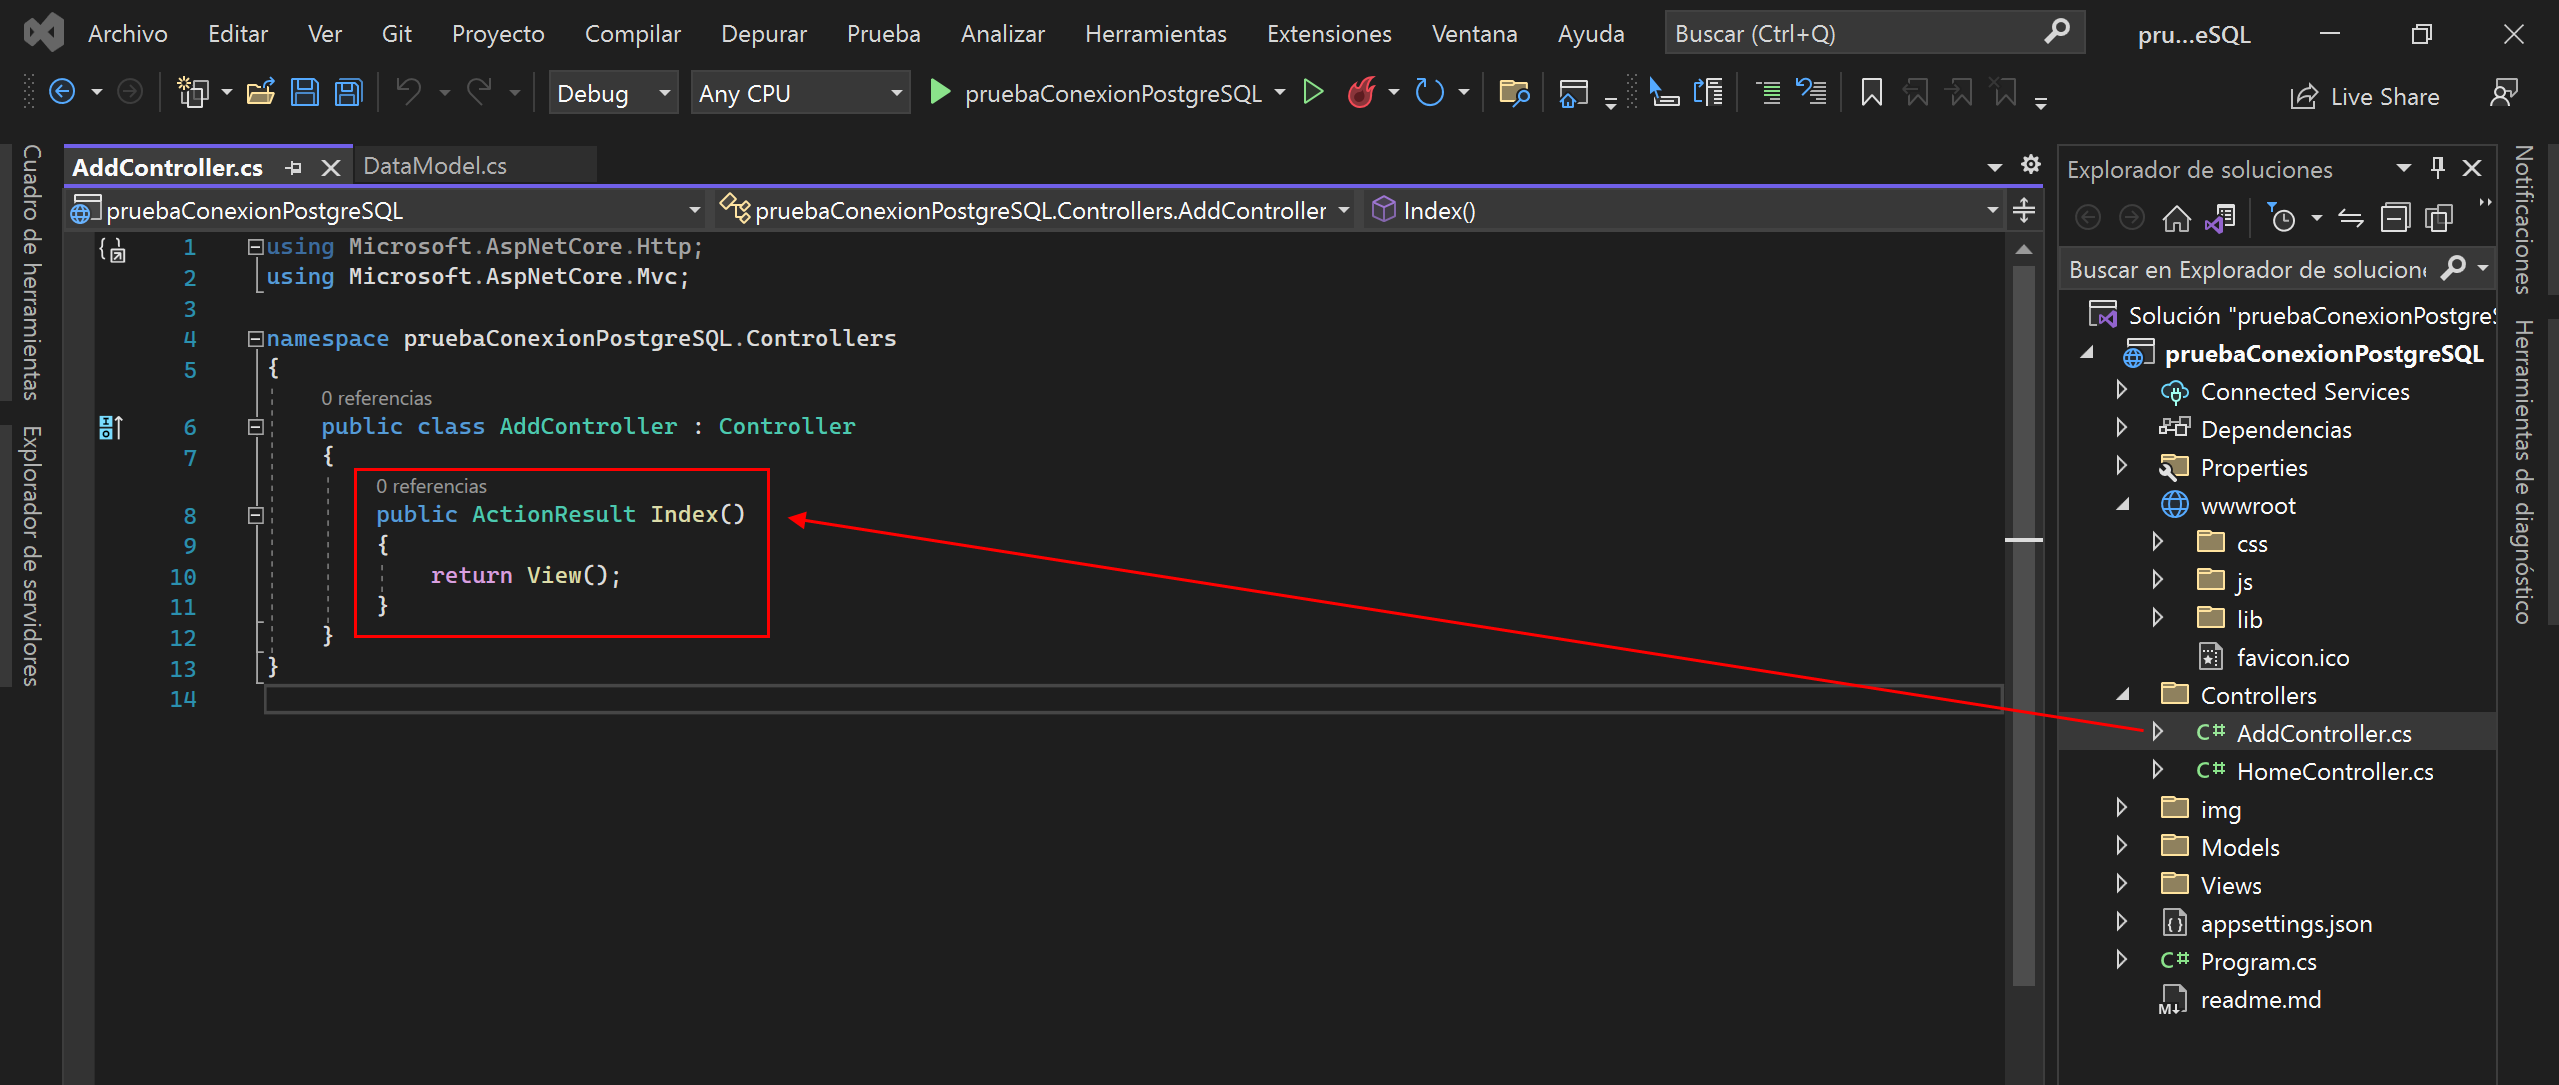 Archivo Editar Ver Git Proyecto Compilar Depurar Prueba Analizar Herramientas Extensiones Ventana Ayuda Buscar (Ctrl+Q) pru...eSQL
Debug Any CPU pruebaConexionPostgreSQL Live Share
Cuadro de herramientas
Explorador de servidores
AddController.cs DataModel.cs
pruebaConexionPostgreSQL pruebaConexionPostgreSQL.Controllers.AddController Index()
1 using Microsoft.AspNetCore.Http;
2 using Microsoft.AspNetCore.Mvc;
3
4 namespace pruebaConexionPostgreSQL.Controllers
5 {
0 referencias
6 public class AddController : Controller
7 {
0 referencias
8 public ActionResult Index()
9 {
10 return View();
11 }
12 }
13 }
14
Explorador de soluciones
Buscar en Explorador de solucione
Solución "pruebaConexionPostgreS
pruebaConexionPostgreSQL
Connected Services
Dependencias
Properties
wwwroot
css
js
lib
favicon.ico
Controllers
C# AddController.cs
C# HomeController.cs
img
Models
Views
appsettings.json
C# Program.cs
readme.md
Notificaciones
Herramientas de diagnóstico